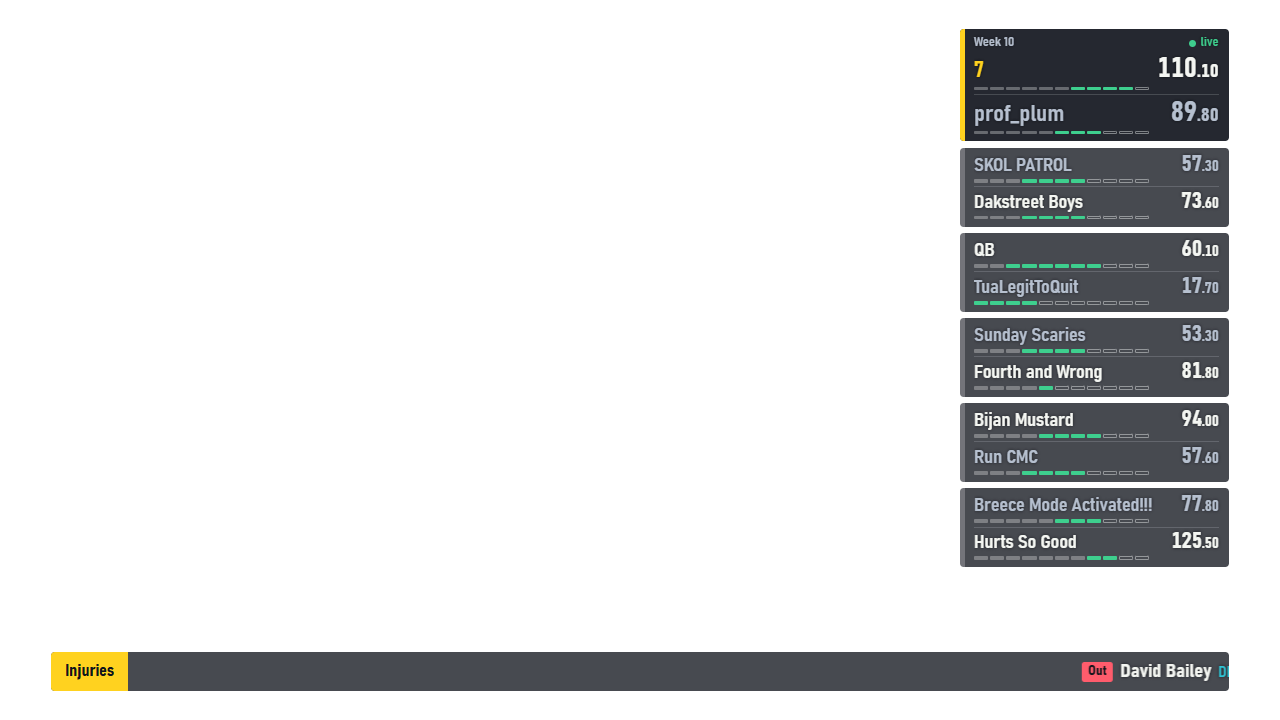 Week 10
live
7
110.10
prof_plum
89.80
SKOL PATROL
57.30
Dakstreet Boys
73.60
QB
60.10
TuaLegitToQuit
17.70
Sunday Scaries
53.30
Fourth and Wrong
81.80
Bijan Mustard
94.00
Run CMC
57.60
Breece Mode Activated!!!
77.80
Hurts So Good
125.50
Injuries
Out David Bailey